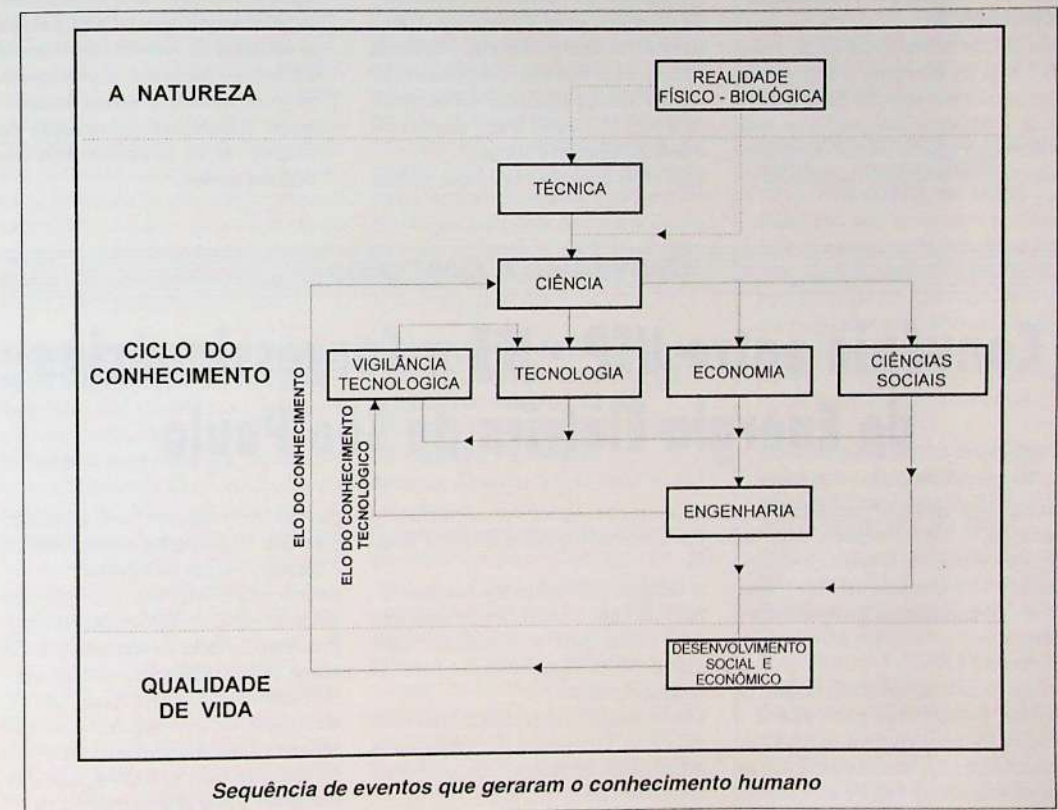 A NATUREZA
REALIDADE
FÍSICO - BIOLÓGICA
TÉCNICA
CIÊNCIA
CICLO DO
CONHECIMENTO
VIGILÂNCIA
TECNOLOGICA
TECNOLOGIA
ECONOMIA
CIÊNCIAS
SOCIAIS
ELO DO CONHECIMENTO
ELO DO CONHECIMENTO
TECNOLÓGICO
ENGENHARIA
DESENVOLVIMENTO
SOCIAL E
ECONÔMICO
QUALIDADE
DE VIDA
Sequência de eventos que geraram o conhecimento humano